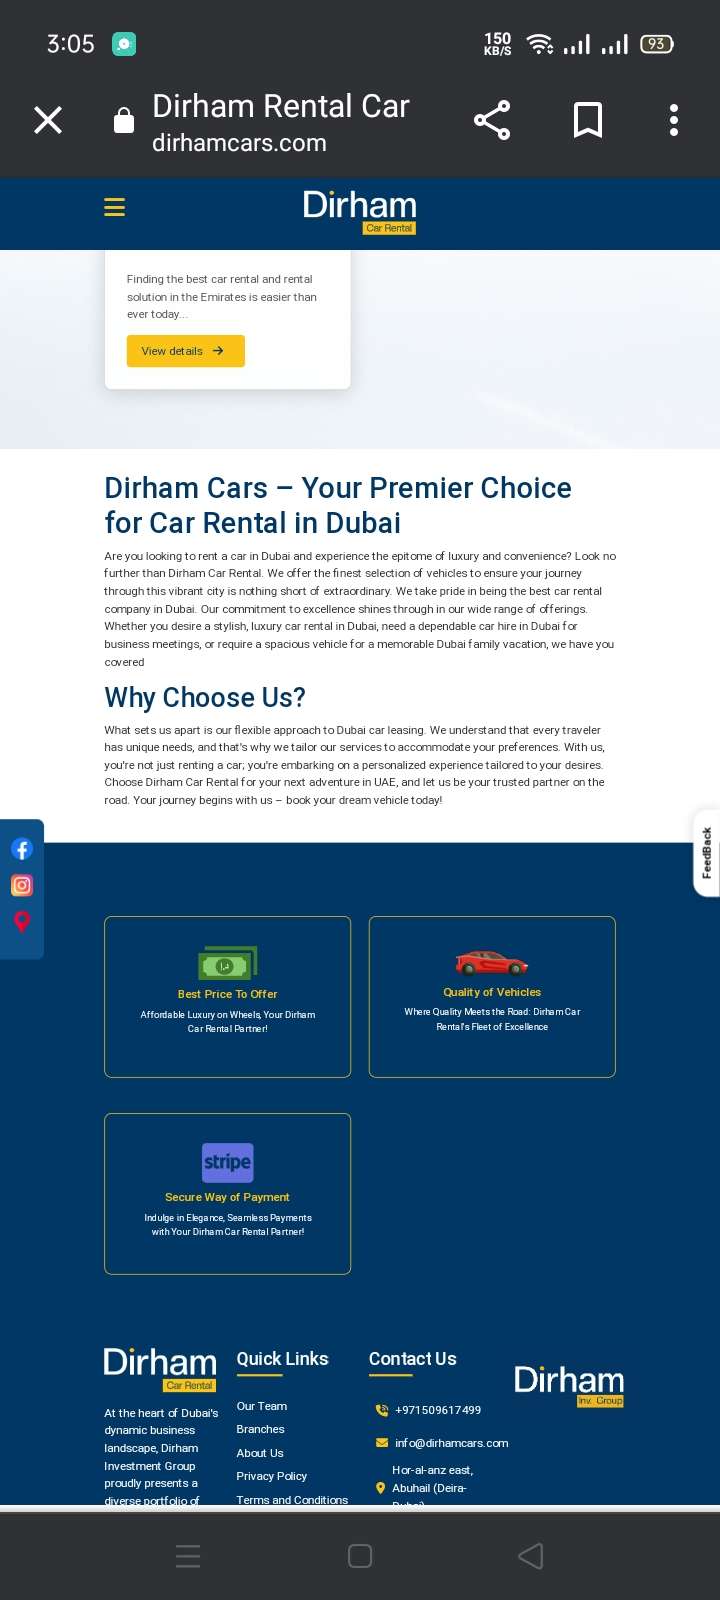 3:05
150
KB/S
93
Dirham Rental Car
dirhamcars.com
Dirham
Car Rental
Finding the best car rental and rental
solution in the Emirates is easier than
ever today...
View details
Dirham Cars – Your Premier Choice
for Car Rental in Dubai
Are you looking to rent a car in Dubai and experience the epitome of luxury and convenience? Look no
further than Dirham Car Rental. We offer the finest selection of vehicles to ensure your journey
through this vibrant city is nothing short of extraordinary. We take pride in being the best car rental
company in Dubai. Our commitment to excellence shines through in our wide range of offerings.
Whether you desire a stylish, luxury car rental in Dubai, need a dependable car hire in Dubai for
business meetings, or require a spacious vehicle for a memorable Dubai family vacation, we have you
covered
Why Choose Us?
What sets us apart is our flexible approach to Dubai car leasing. We understand that every traveler
has unique needs, and that's why we tailor our services to accommodate your preferences. With us,
you're not just renting a car; you're embarking on a personalized experience tailored to your desires.
Choose Dirham Car Rental for your next adventure in UAE, and let us be your trusted partner on the
road. Your journey begins with us – book your dream vehicle today!
FeedBack
Best Price To Offer
Affordable Luxury on Wheels, Your Dirham
Car Rental Partner!
Quality of Vehicles
Where Quality Meets the Road: Dirham Car
Rental's Fleet of Excellence
stripe
Secure Way of Payment
Indulge in Elegance, Seamless Payments
with Your Dirham Car Rental Partner!
Dirham
Car Rental
At the heart of Dubai's
dynamic business
landscape, Dirham
Investment Group
proudly presents a
diverse portfolio of
Quick Links
Our Team
Branches
About Us
Privacy Policy
Terms and Conditions
Contact Us
+971509617499
info@dirhamcars.com
Hor-al-anz east,
Abuhail (Deira-
Dubai)
Dirham
Inv. Group